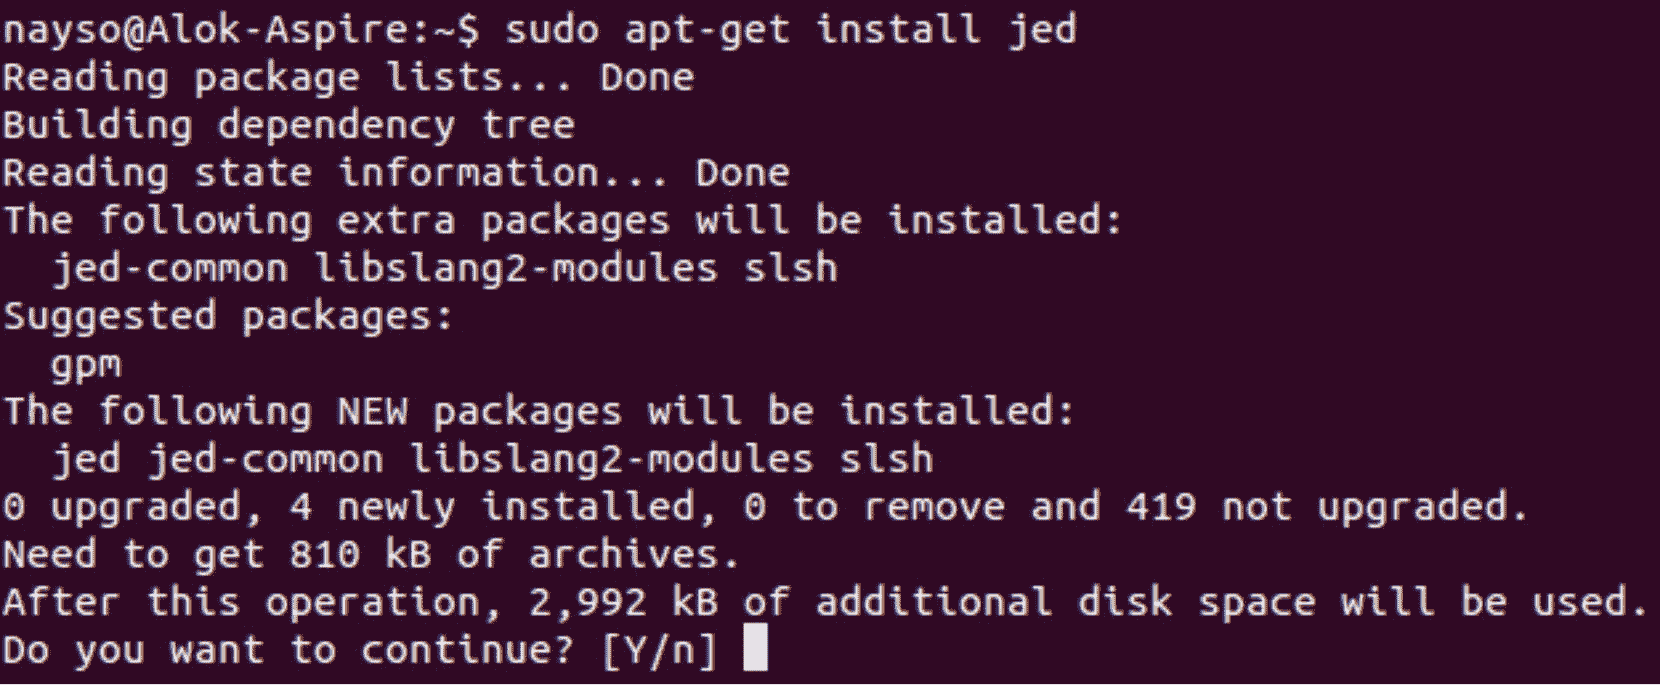 nayso@Alok-Aspire:~$ sudo apt-get install jed
Reading package lists... Done
Building dependency tree
Reading state information... Done
The following extra packages will be installed:
  jed-common libslang2-modules slsh
Suggested packages:
  gpm
The following NEW packages will be installed:
  jed jed-common libslang2-modules slsh
0 upgraded, 4 newly installed, 0 to remove and 419 not upgraded.
Need to get 810 kB of archives.
After this operation, 2,992 kB of additional disk space will be used.
Do you want to continue? [Y/n]